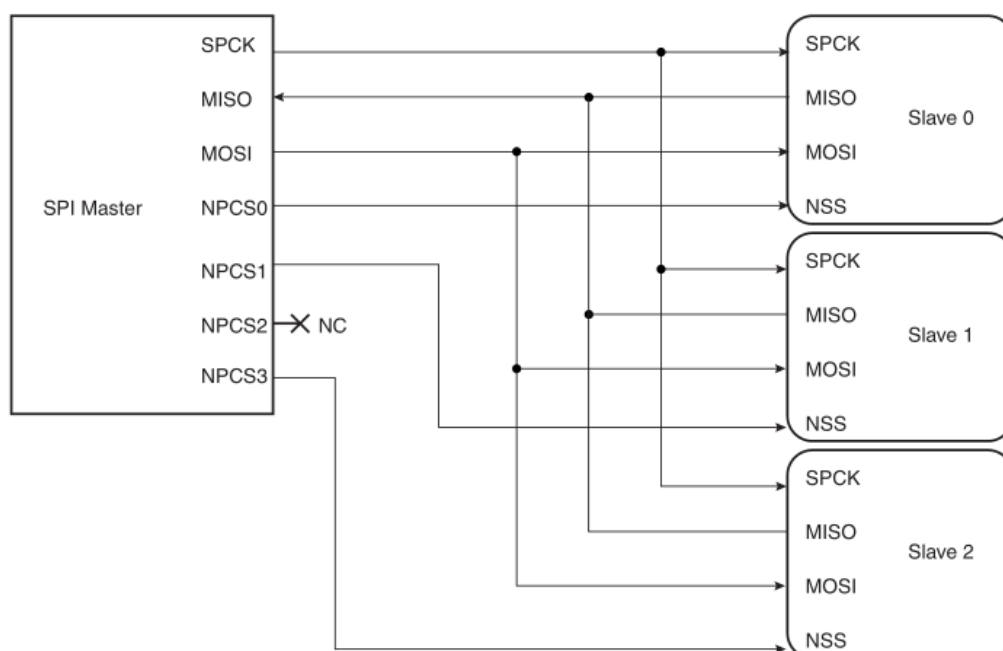 SPI Master
SPCK
MISO
MOSI
NPCS0
NPCS1
NPCS2
NC
NPCS3
SPCK
MISO
Slave 0
MOSI
NSS
SPCK
MISO
Slave 1
MOSI
NSS
SPCK
MISO
Slave 2
MOSI
NSS